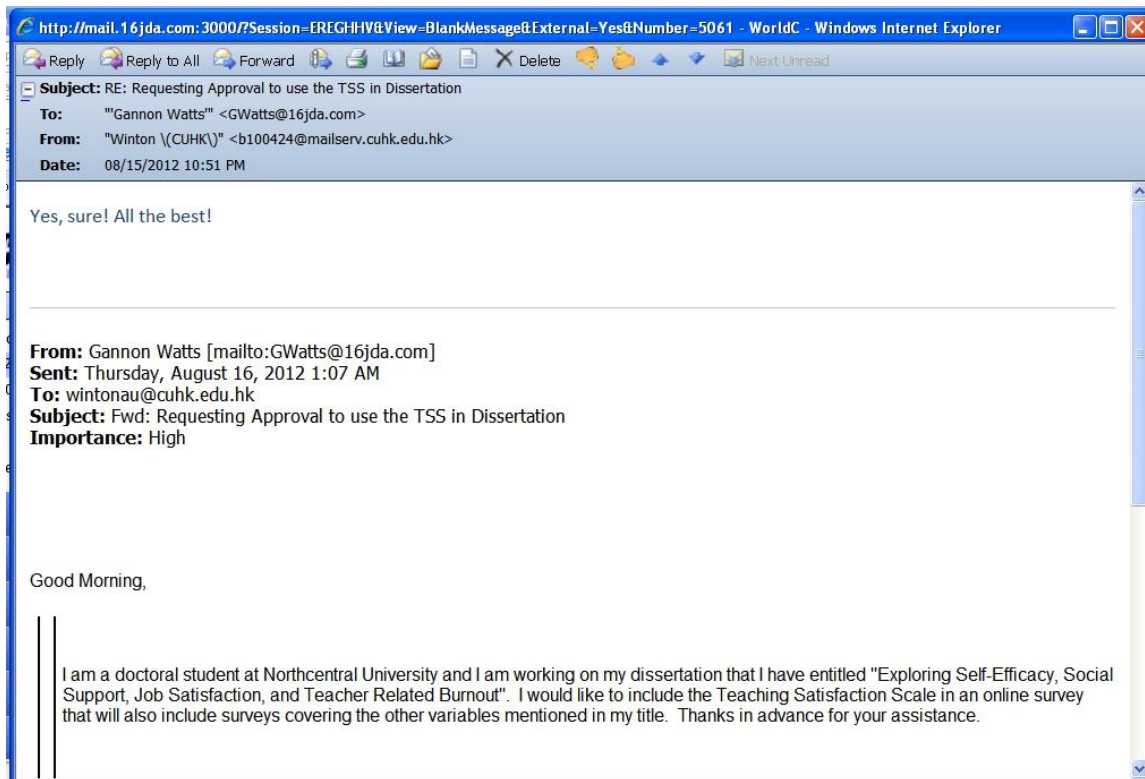 http://mail.16jda.com:3000/?Session=EREGHHV&View=BlankMessage&External=Yes&Number=5061 - WorldC - Windows Internet Explorer
Reply Reply to All Forward Delete Next Unread
Subject: RE: Requesting Approval to use the TSS in Dissertation
To: "'Gannon Watts'" <GWatts@16jda.com>
From: "Winton \(CUHK\)" <b100424@mailserv.cuhk.edu.hk>
Date: 08/15/2012 10:51 PM
Yes, sure! All the best!
From: Gannon Watts [mailto:GWatts@16jda.com]
Sent: Thursday, August 16, 2012 1:07 AM
To: wintonau@cuhk.edu.hk
Subject: Fwd: Requesting Approval to use the TSS in Dissertation
Importance: High
Good Morning,
I am a doctoral student at Northcentral University and I am working on my dissertation that I have entitled "Exploring Self-Efficacy, Social
Support, Job Satisfaction, and Teacher Related Burnout".  I would like to include the Teaching Satisfaction Scale in an online survey
that will also include surveys covering the other variables mentioned in my title.  Thanks in advance for your assistance.